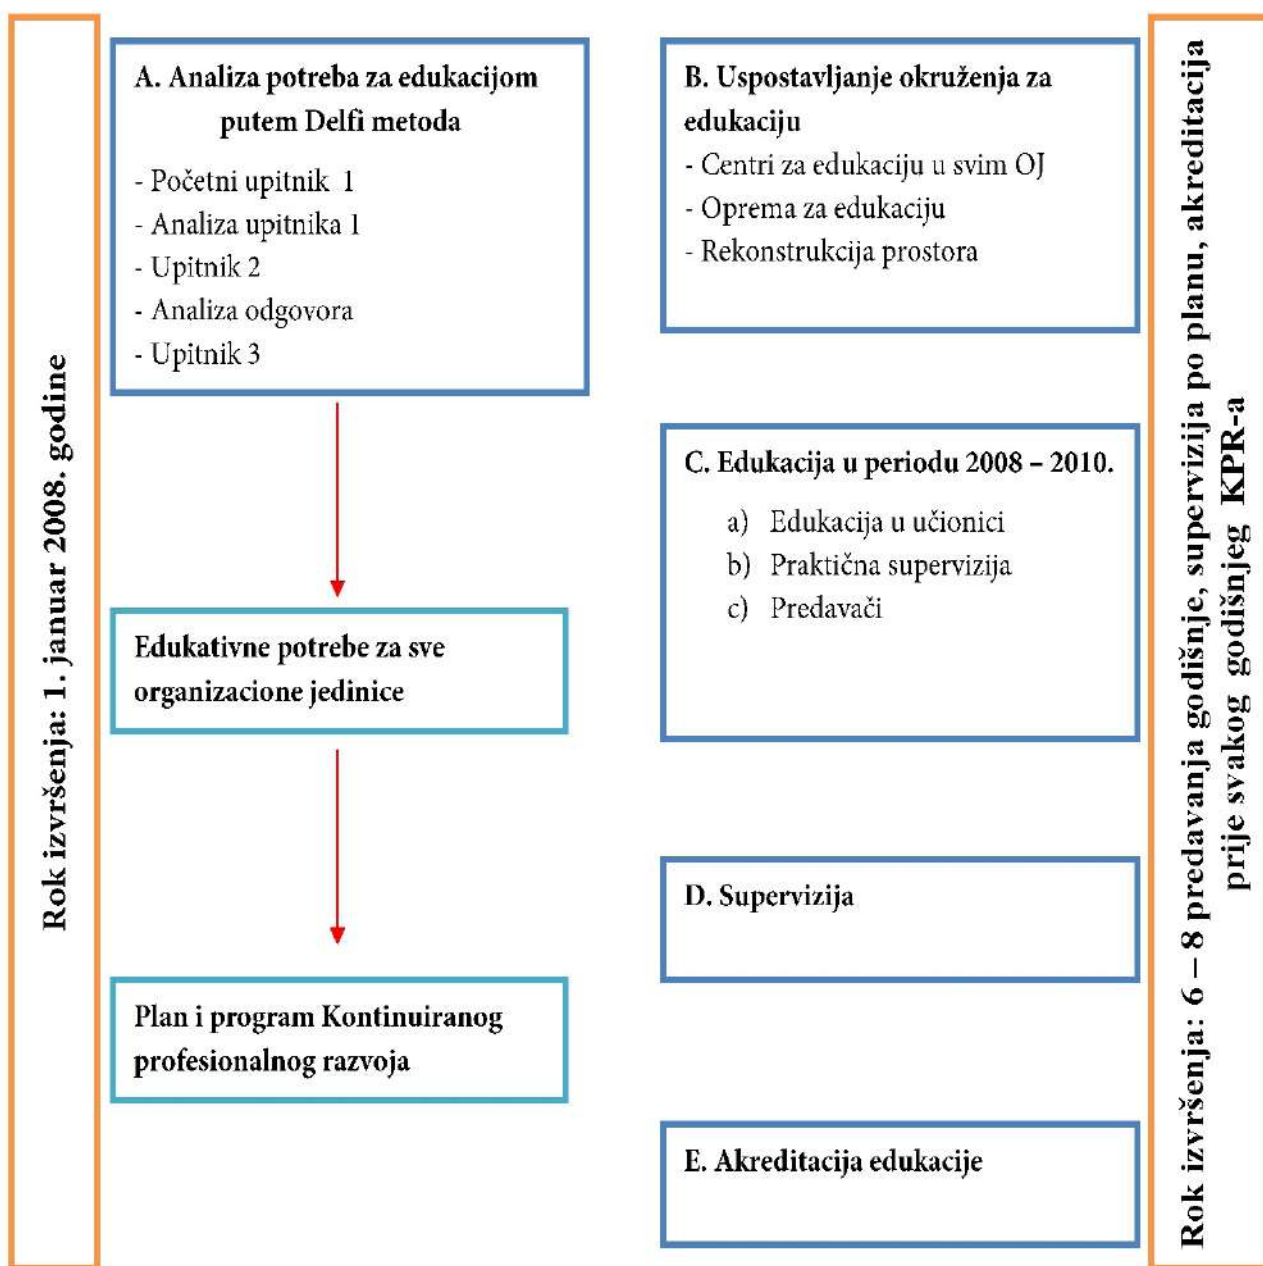 Rok izvršenja: 1. januar 2008. godine
A. Analiza potreba za edukacijom
putem Delfi metoda
- Početni upitnik 1
- Analiza upitnika 1
- Upitnik 2
- Analiza odgovora
- Upitnik 3
Edukativne potrebe za sve
organizacione jedinice
Plan i program Kontinuiranog
profesionalnog razvoja
B. Uspostavljanje okruženja za
edukaciju
- Centri za edukaciju u svim OJ
- Oprema za edukaciju
- Rekonstrukcija prostora
C. Edukacija u periodu 2008 – 2010.
a) Edukacija u učionici
b) Praktična supervizija
c) Predavači
D. Supervizija
E. Akreditacija edukacije
Rok izvršenja: 6 – 8 predavanja godišnje, supervizija po planu, akreditacija
prije svakog godišnjeg KPR-a